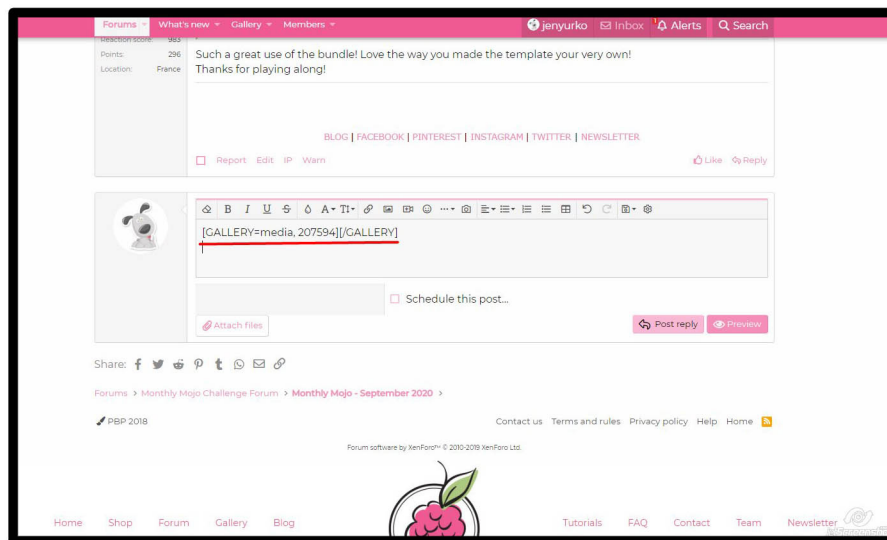 Forums What's new Gallery Members jenyurko Inbox Alerts Search
Reaction score: 983
Points: 296
Location: France
Such a great use of the bundle! Love the way you made the template your very own!
Thanks for playing along!
BLOG | FACEBOOK | PINTEREST | INSTAGRAM | TWITTER | NEWSLETTER
Report Edit IP Warn Like Reply
[GALLERY=media, 207594][/GALLERY]
Schedule this post...
Attach files Post reply Preview
Share:
Forums > Monthly Mojo Challenge Forum > Monthly Mojo - September 2020 >
PBP 2018 Contact us Terms and rules Privacy policy Help Home
Forum software by XenForo™ © 2010-2019 XenForo Ltd.
Home Shop Forum Gallery Blog Tutorials FAQ Contact Team Newsletter